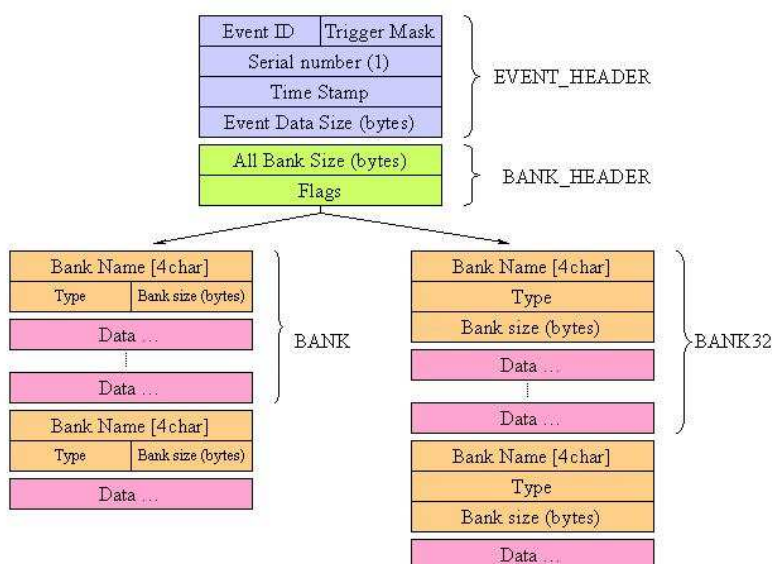 Event ID Trigger Mask
Serial number (1)
Time Stamp
Event Data Size (bytes)
EVENT_HEADER
All Bank Size (bytes)
Flags
BANK_HEADER
Bank Name [4char]
Type Bank size (bytes)
Data ...
Data ...
BANK
Bank Name [4char]
Type Bank size (bytes)
Data ...
Bank Name [4char]
Type
Bank size (bytes)
Data ...
Data ...
BANK32
Bank Name [4char]
Type
Bank size (bytes)
Data ...